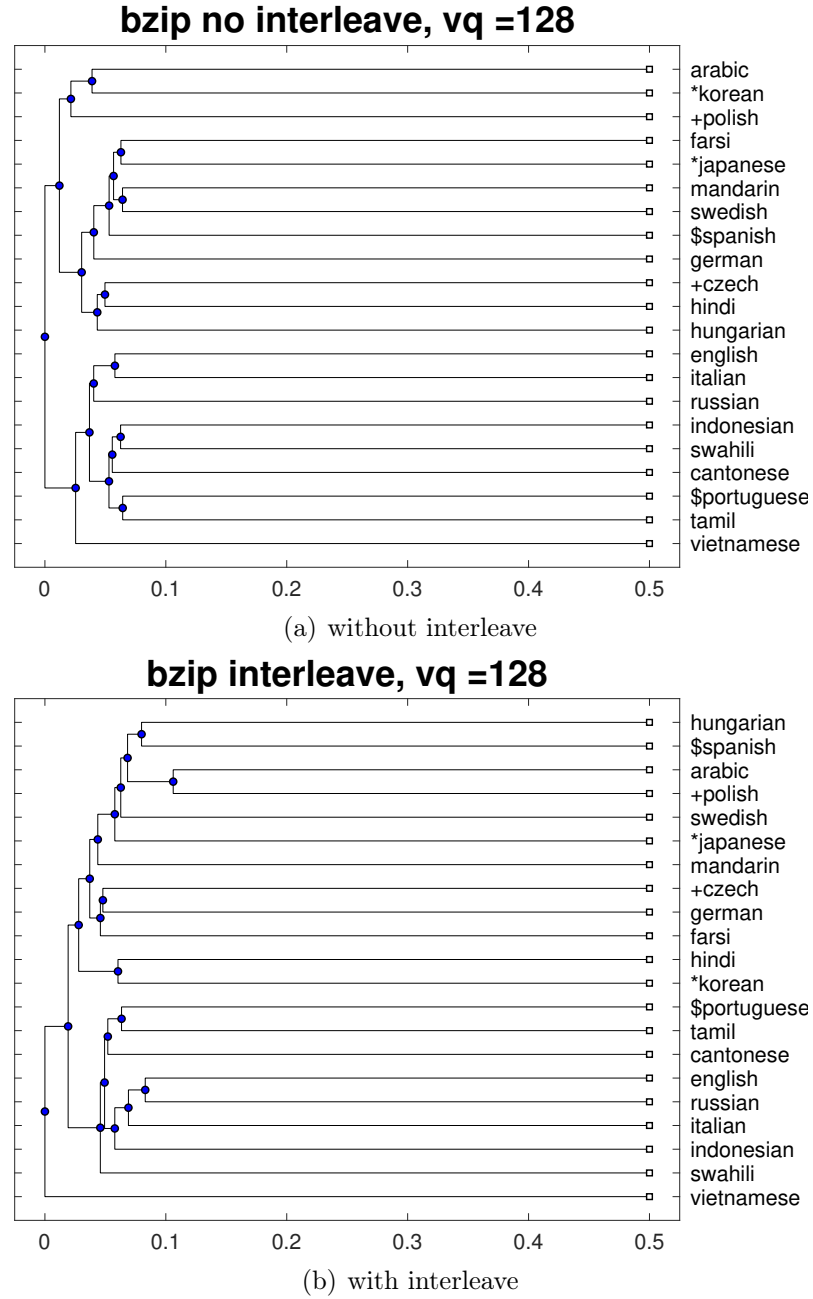 bzip no interleave, vq =128
arabic
*korean
+polish
farsi
*japanese
mandarin
swedish
$spanish
german
+czech
hindi
hungarian
english
italian
russian
indonesian
swahili
cantonese
$portuguese
tamil
vietnamese
0 0.1 0.2 0.3 0.4 0.5
(a) without interleave
bzip interleave, vq =128
hungarian
$spanish
arabic
+polish
swedish
*japanese
mandarin
+czech
german
farsi
hindi
*korean
$portuguese
tamil
cantonese
english
russian
italian
indonesian
swahili
vietnamese
0 0.1 0.2 0.3 0.4 0.5
(b) with interleave